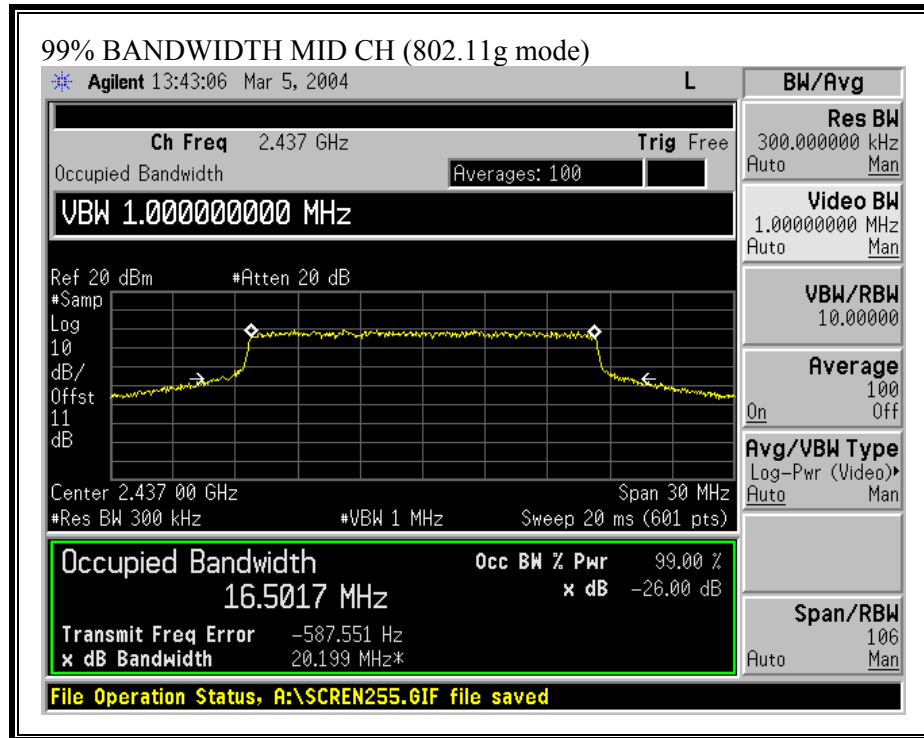 99% BANDWIDTH MID CH (802.11g mode)
Agilent 13:43:06 Mar 5, 2004 L
Ch Freq 2.437 GHz Trig Free
Occupied Bandwidth Averages: 100
VBW 1.000000000 MHz
Ref 20 dBm #Atten 20 dB
#Samp
Log
10
dB/
Offst
11
dB
Center 2.437 00 GHz Span 30 MHz
#Res BW 300 kHz #VBW 1 MHz Sweep 20 ms (601 pts)
Occupied Bandwidth
16.5017 MHz
Occ BW % Pwr 99.00 %
x dB -26.00 dB
Transmit Freq Error -587.551 Hz
x dB Bandwidth 20.199 MHz*
File Operation Status, A:\SCREN255.GIF file saved
BW/Avg
Res BW
300.000000 kHz
Auto Man
Video BW
1.00000000 MHz
Auto Man
VBW/RBW
10.00000
Average
100
On Off
Avg/VBW Type
Log-Pwr (Video)▸
Auto Man
Span/RBW
106
Auto Man